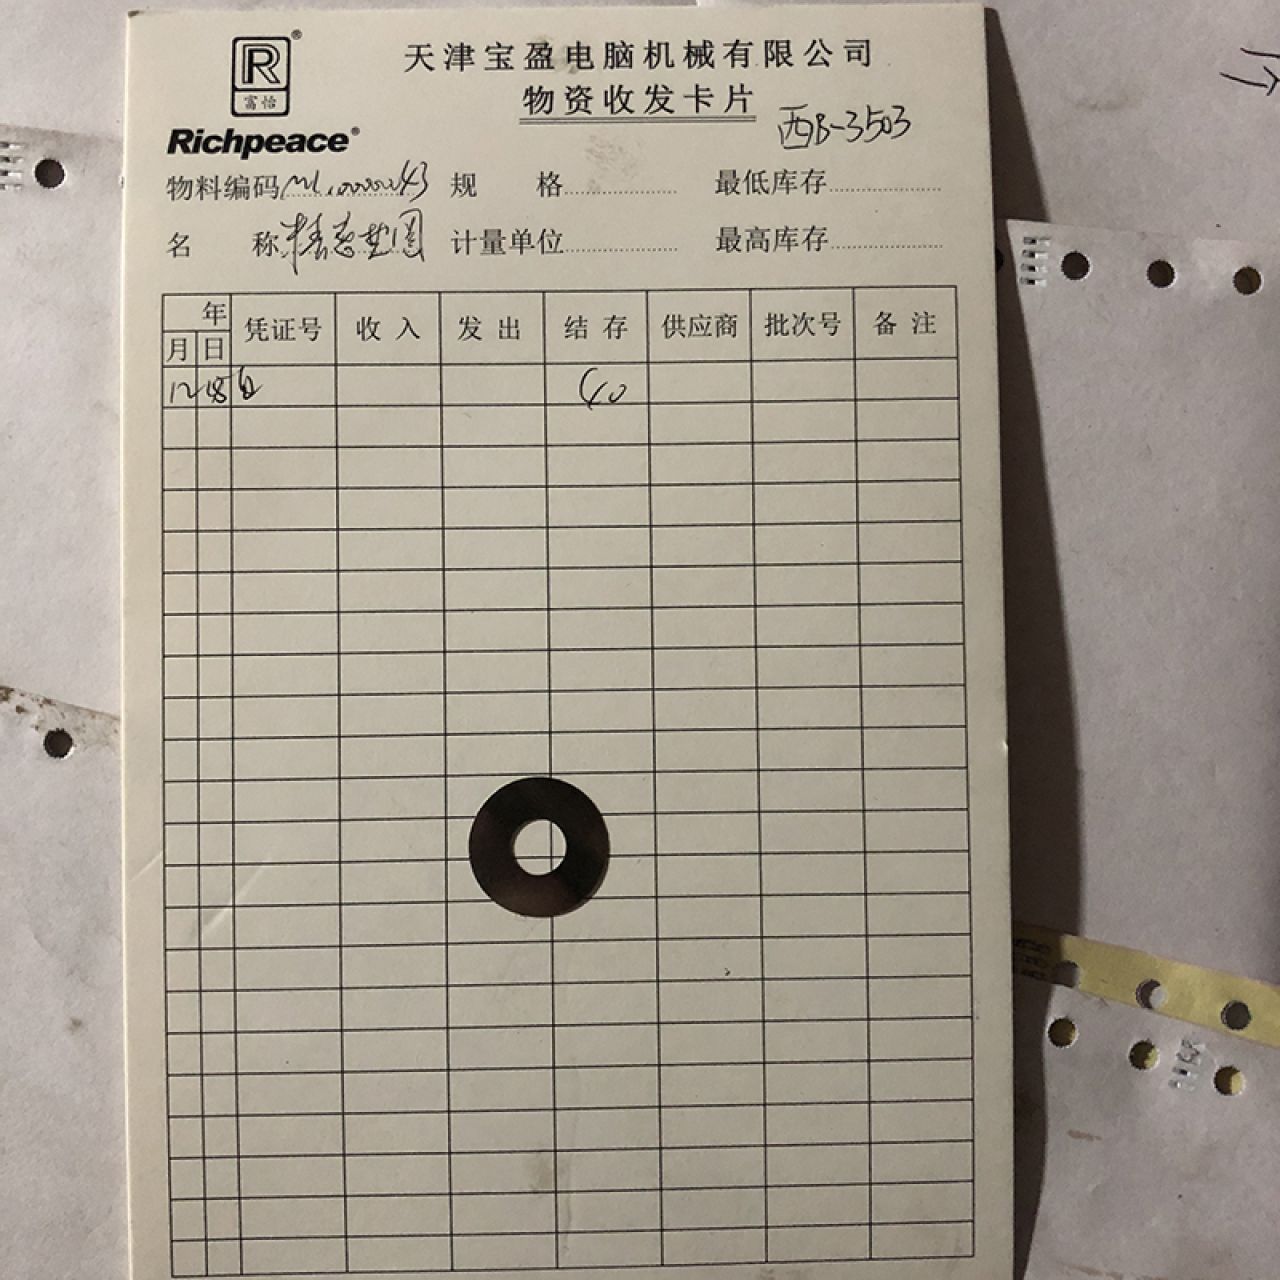 R®
富怡
Richpeace®
天津宝盈电脑机械有限公司
物资收发卡片
西B-3503
物料编码 规 格 最低库存
名 称 垫圈 计量单位 最高库存
年 凭证号 收入 发出 结存 供应商 批次号 备注
月 日
12 18 40